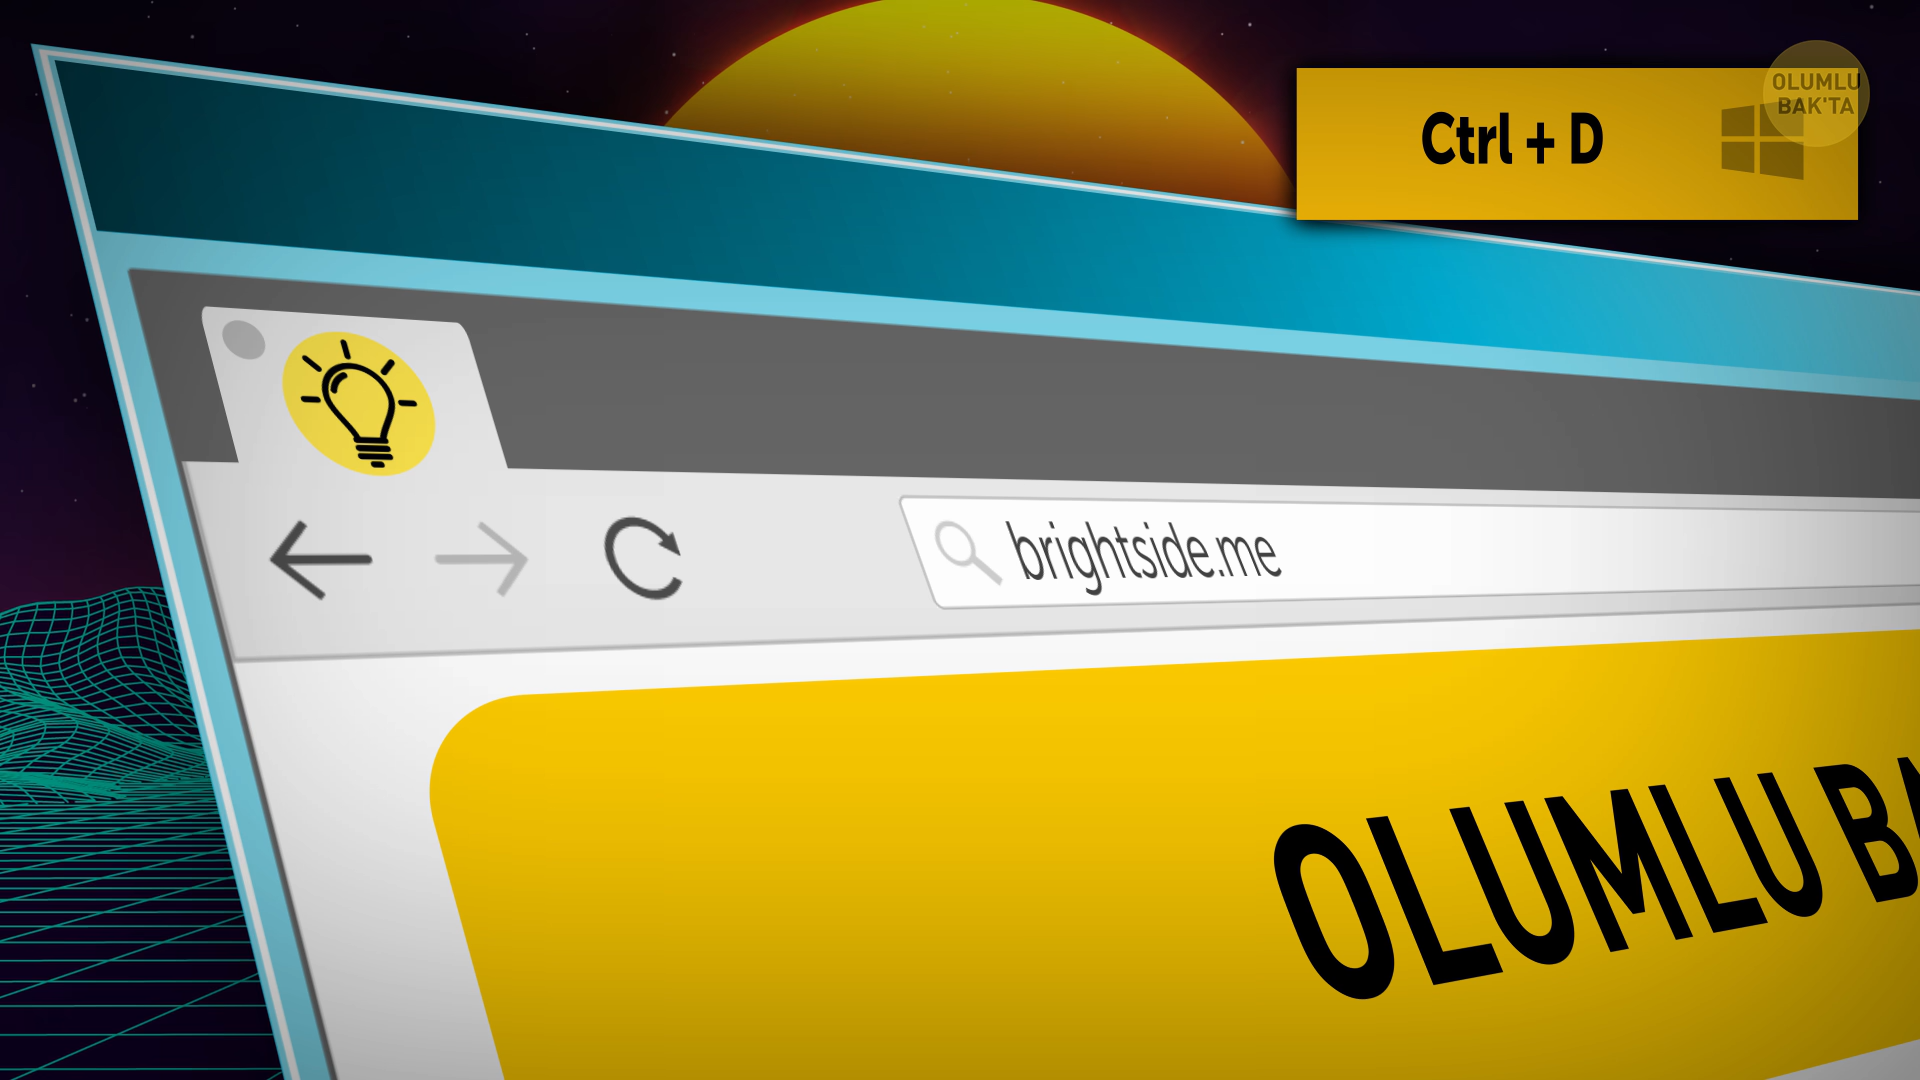 OLUMLU
BAK'TA
Ctrl + D
brightside.me
OLUMLU